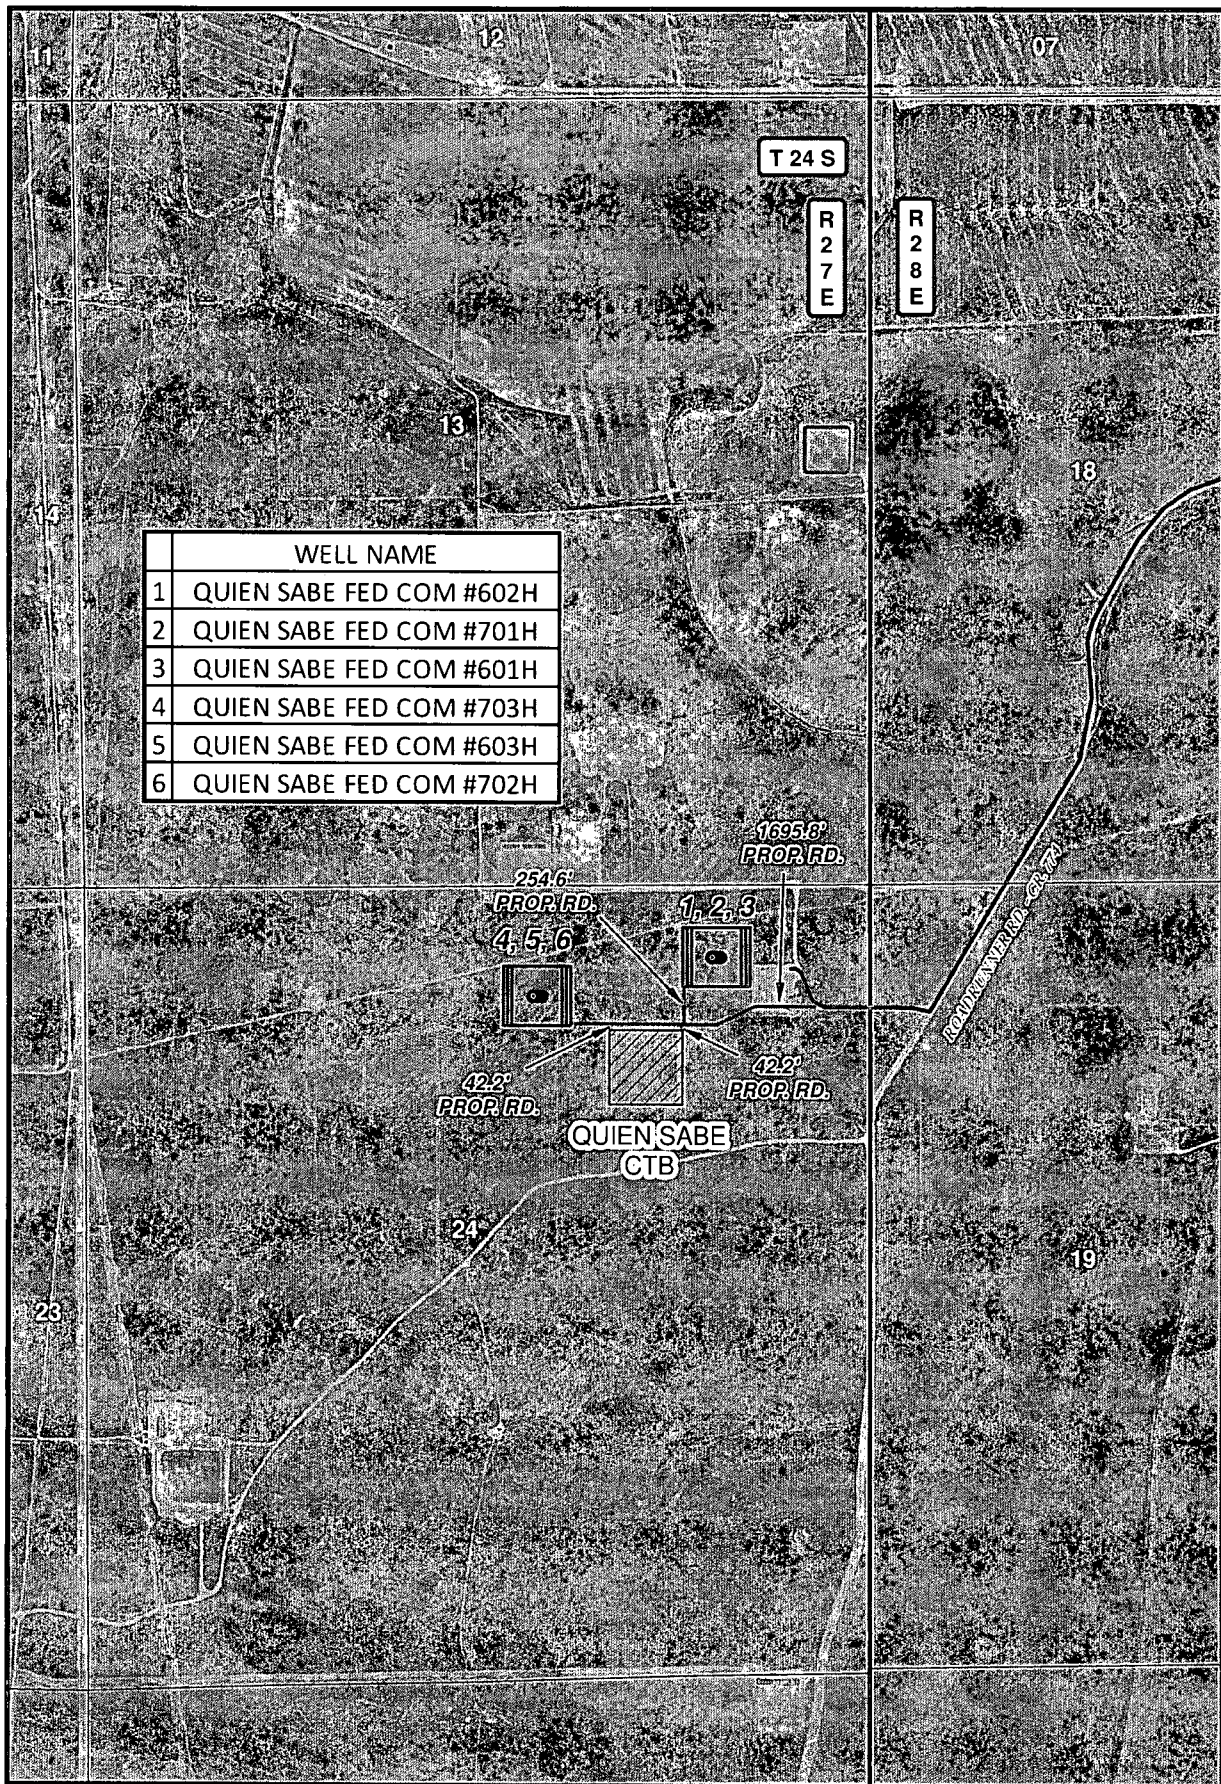 11
12
07
T 24 S
R
2
7
E
R
2
8
E
13
18
14
WELL NAME
1 QUIEN SABE FED COM #602H
2 QUIEN SABE FED COM #701H
3 QUIEN SABE FED COM #601H
4 QUIEN SABE FED COM #703H
5 QUIEN SABE FED COM #603H
6 QUIEN SABE FED COM #702H
1695.8'
PROP. RD.
254.6'
PROP. RD.
1, 2, 3
4, 5, 6
ROADRUNNER RD. - CR. 774
42.2'
PROP. RD.
42.2'
PROP. RD.
QUIEN SABE
CTB
24
19
23